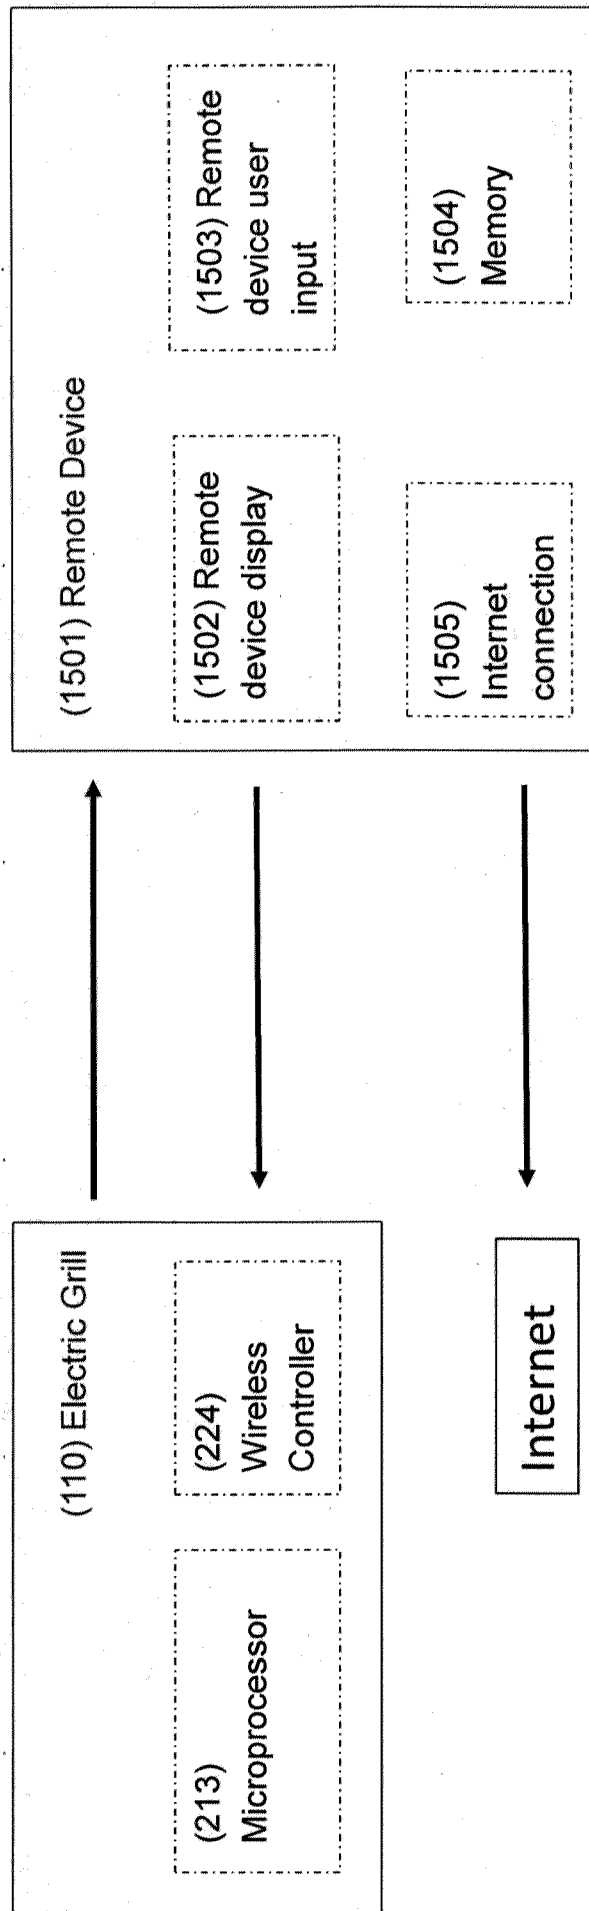 (110) Electric Grill
(213)
Microprocessor
(224)
Wireless
Controller
Internet
(1501) Remote Device
(1502) Remote
device display
(1503) Remote
device user
input
(1505)
Internet
connection
(1504)
Memory